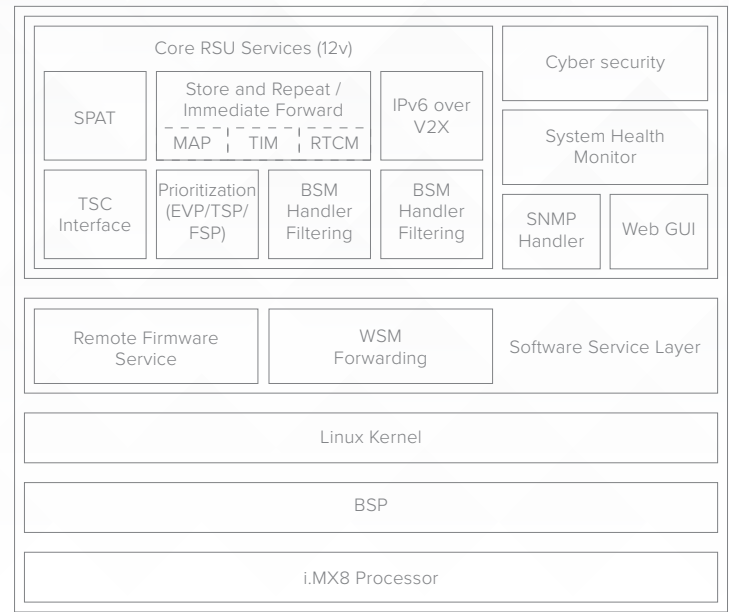 Core RSU Services (12v)
SPAT
Store and Repeat /
Immediate Forward
MAP
TIM
RTCM
IPv6 over
V2X
TSC
Interface
Prioritization
(EVP/TSP/
FSP)
BSM
Handler
Filtering
BSM
Handler
Filtering
Cyber security
System Health
Monitor
SNMP
Handler
Web GUI
Remote Firmware
Service
WSM
Forwarding
Software Service Layer
Linux Kernel
BSP
i.MX8 Processor